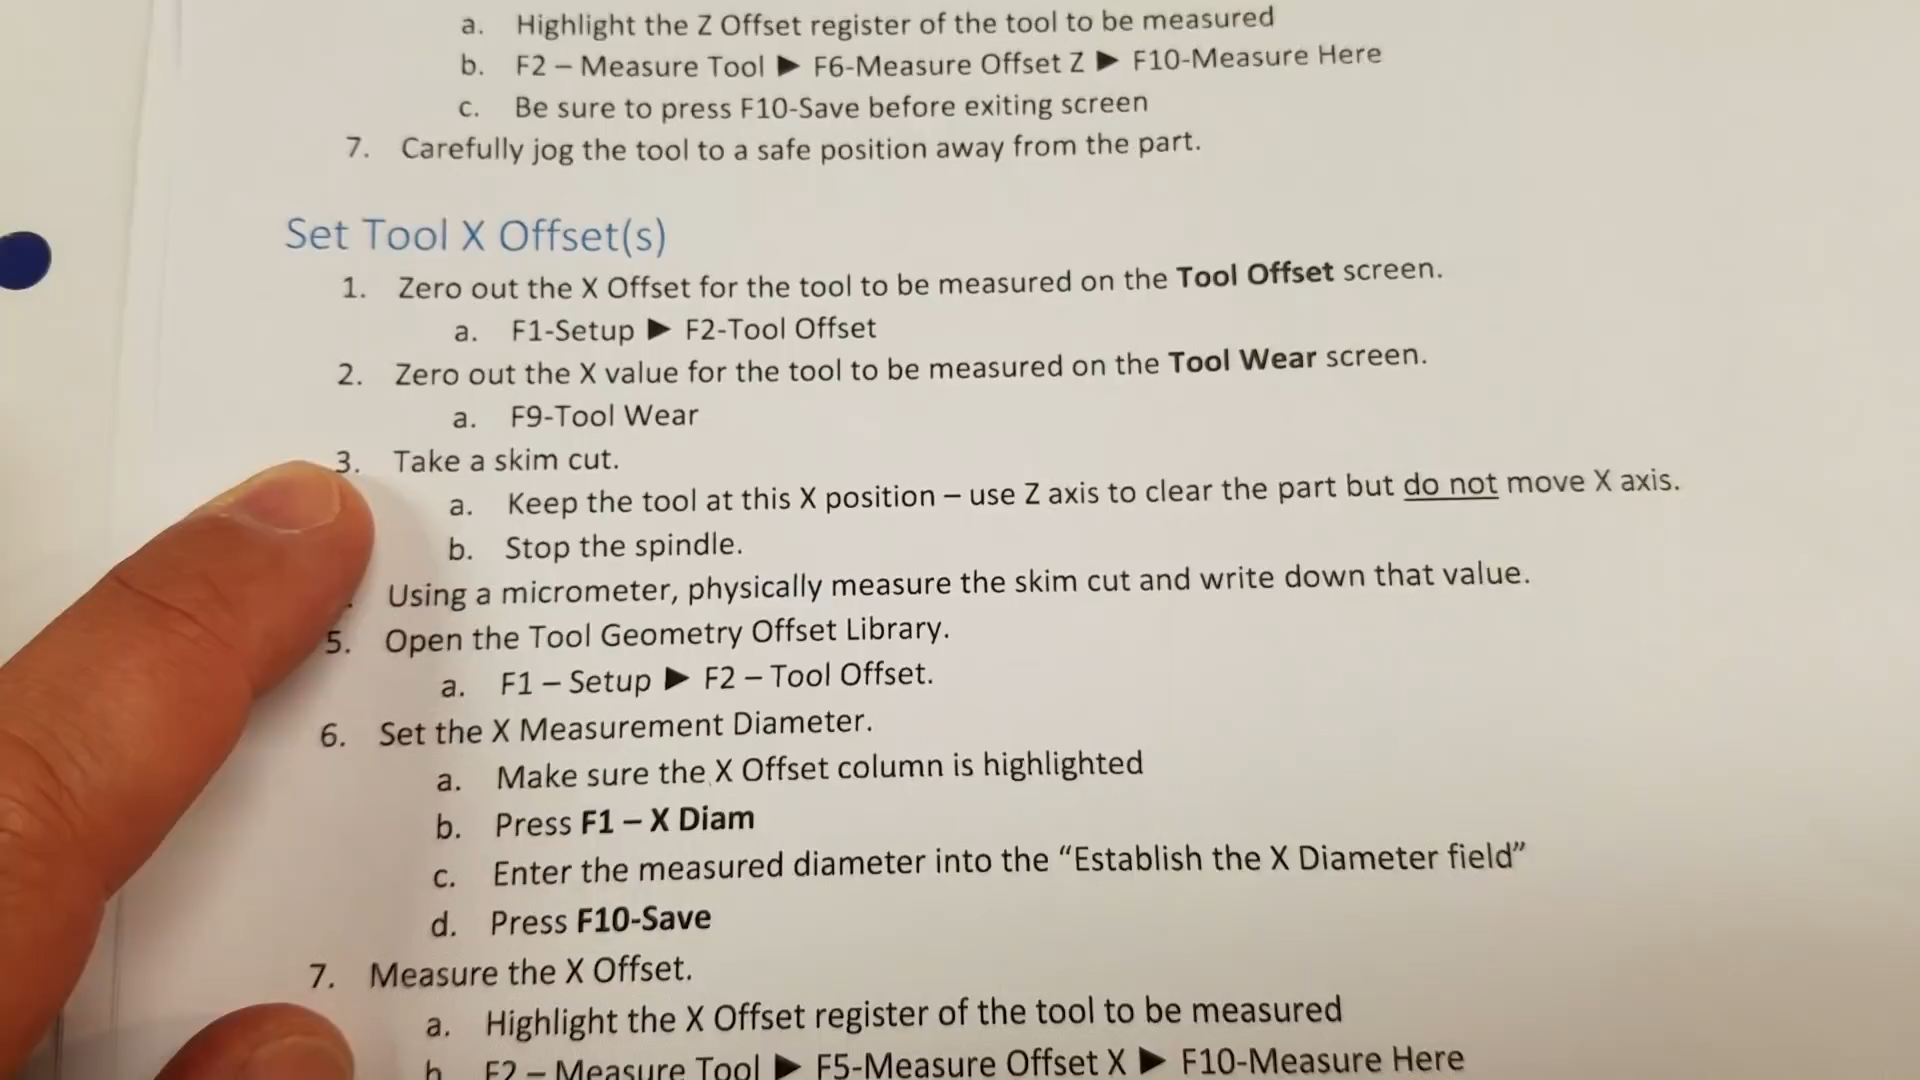 a. Highlight the Z Offset register of the tool to be measured
b. F2 – Measure Tool ► F6-Measure Offset Z ► F10-Measure Here
c. Be sure to press F10-Save before exiting screen
7. Carefully jog the tool to a safe position away from the part.
Set Tool X Offset(s)
1. Zero out the X Offset for the tool to be measured on the Tool Offset screen.
a. F1-Setup ► F2-Tool Offset
2. Zero out the X value for the tool to be measured on the Tool Wear screen.
a. F9-Tool Wear
3. Take a skim cut.
a. Keep the tool at this X position – use Z axis to clear the part but do not move X axis.
b. Stop the spindle.
Using a micrometer, physically measure the skim cut and write down that value.
5. Open the Tool Geometry Offset Library.
a. F1 – Setup ► F2 – Tool Offset.
6. Set the X Measurement Diameter.
a. Make sure the X Offset column is highlighted
b. Press F1 – X Diam
c. Enter the measured diameter into the “Establish the X Diameter field”
d. Press F10-Save
7. Measure the X Offset.
a. Highlight the X Offset register of the tool to be measured
b. F2 – Measure Tool ► F5-Measure Offset X ► F10-Measure Here